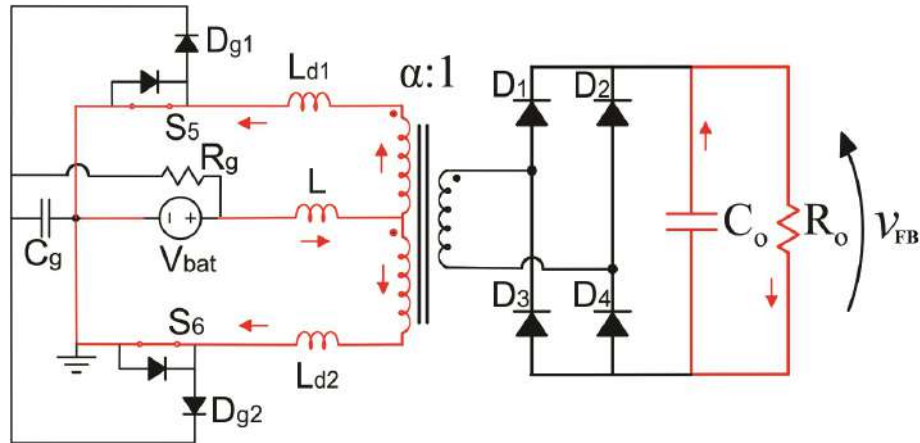 Dg1
Ld1
α:1
D1
D2
S5
Rg
L
Cg
- +
Vbat
Co
Ro
vFB
S6
D3
D4
Ld2
Dg2